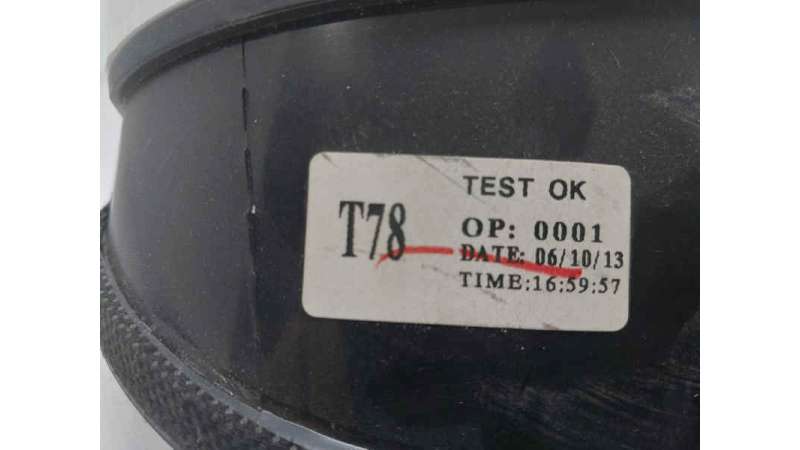 TEST OK
T78
OP: 0001
DATE: 06/10/13
TIME:16:59:57